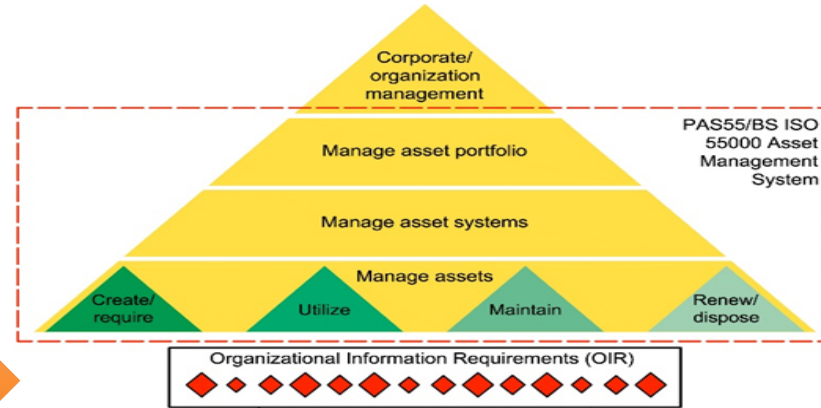 Corporate/
organization
management
PAS55/BS ISO
55000 Asset
Management
System
Manage asset portfolio
Manage asset systems
Manage assets
Create/
require
Utilize
Maintain
Renew/
dispose
Organizational Information Requirements (OIR)